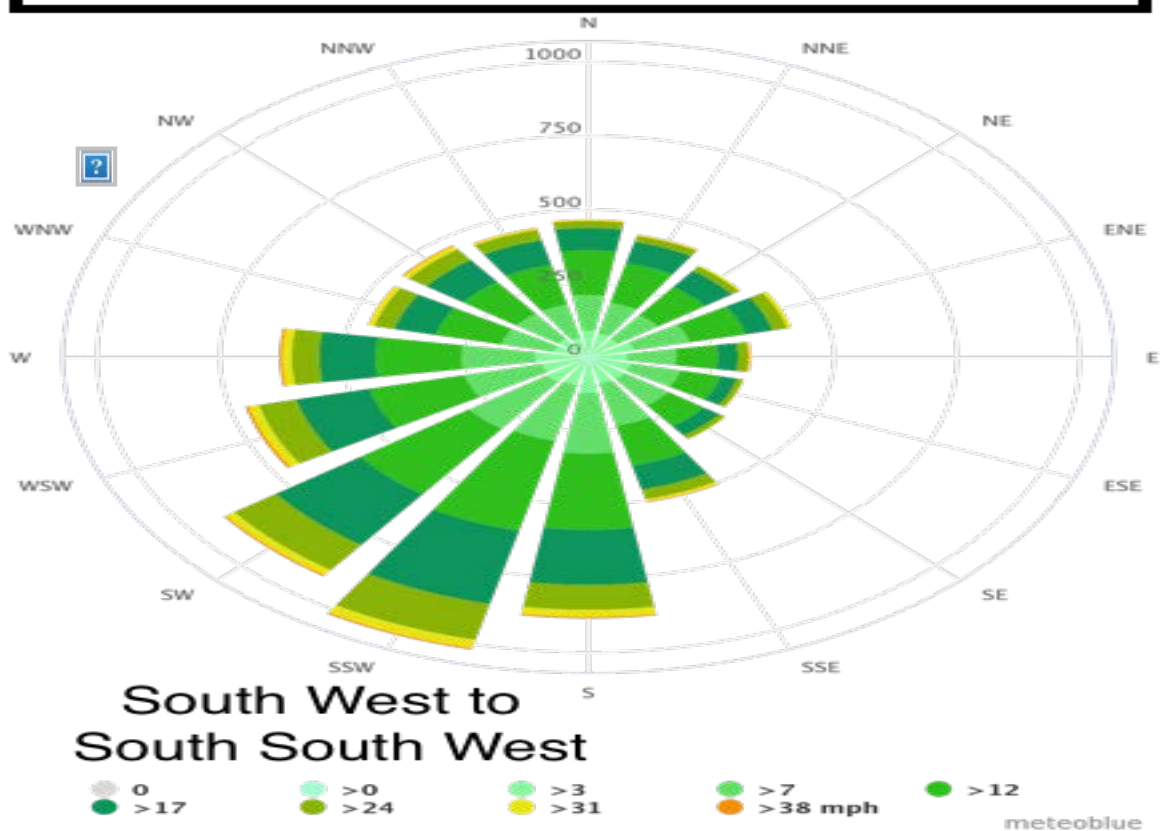 N
NNW
NNE
1000
NW
750
NE
?
500
WNW
ENE
250
0
W
E
WSW
ESE
SW
SE
SSW
SSE
S
South West to
South South West
0 >0 >3 >7 >12
>17 >24 >31 >38 mph
meteoblue